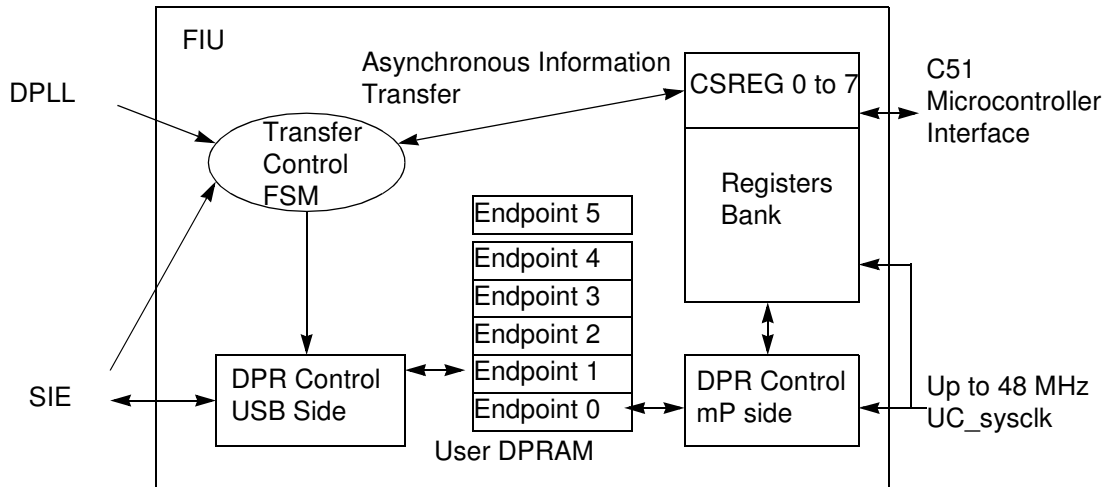 FIU
DPLL
Asynchronous Information
Transfer
CSREG 0 to 7
C51
Microcontroller
Interface
Transfer
Control
FSM
Registers
Bank
Endpoint 5
Endpoint 4
Endpoint 3
Endpoint 2
Endpoint 1
Endpoint 0
User DPRAM
SIE
DPR Control
USB Side
DPR Control
mP side
Up to 48 MHz
UC_sysclk